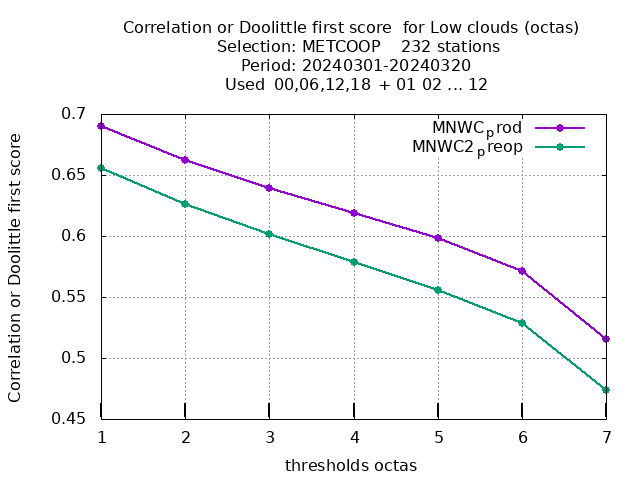 Correlation or Doolittle first score  for Low clouds (octas)
Selection: METCOOP    232 stations
Period: 20240301-20240320
Used  00,06,12,18 + 01 02 ... 12
MNWC_prod
MNWC2_preop
Correlation or Doolittle first score
0.7
0.65
0.6
0.55
0.5
0.45
1 2 3 4 5 6 7
thresholds octas